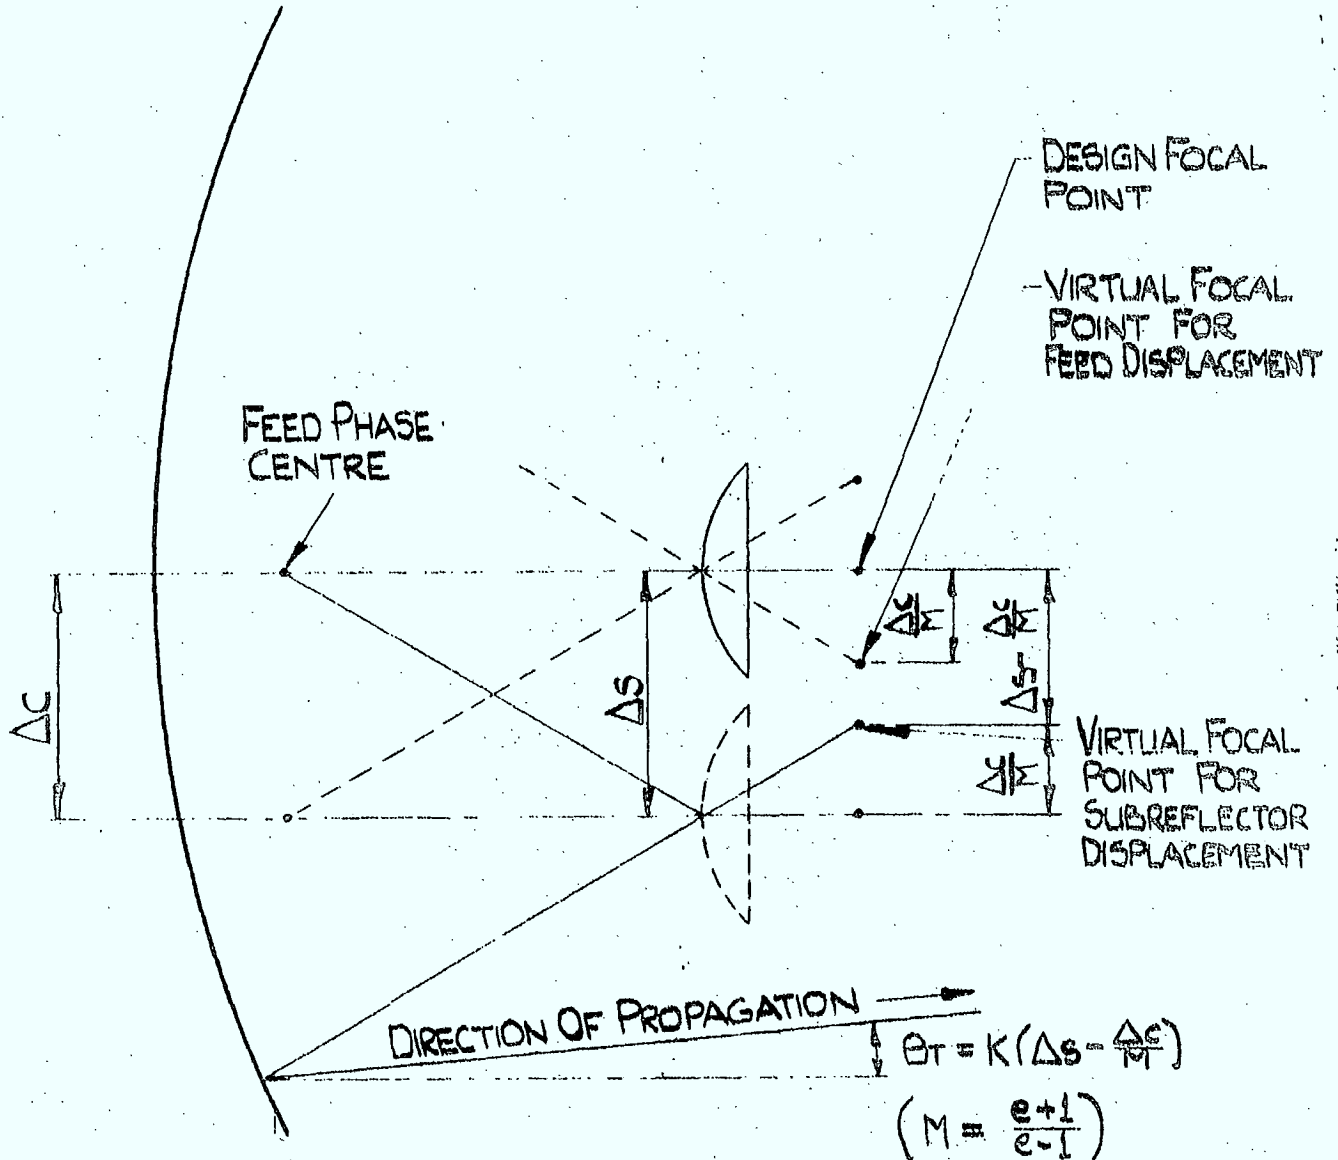 DESIGN FOCAL
POINT
VIRTUAL FOCAL
POINT FOR
FEED DISPLACEMENT
FEED PHASE
CENTRE
ΔC
ΔS
ΔC/M
ΔS - ΔC/M
ΔC/M
VIRTUAL FOCAL
POINT FOR
SUBREFLECTOR
DISPLACEMENT
DIRECTION OF PROPAGATION
θT = K(ΔS - ΔC/M)
(M = e+1/e-1)